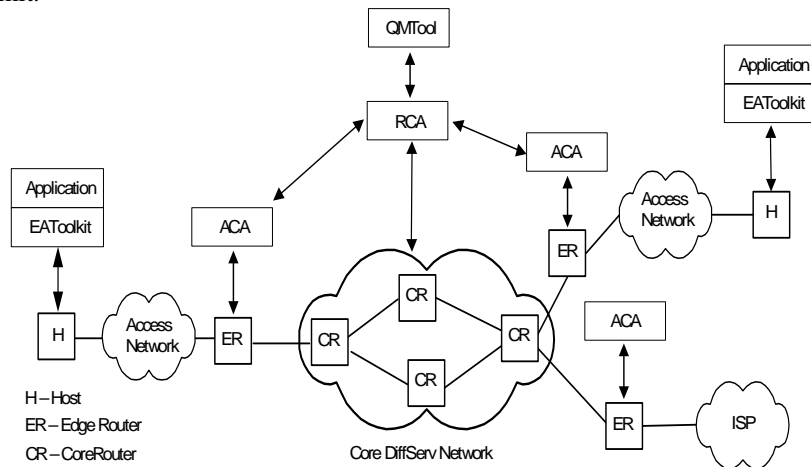 QMTool
RCA
Application
EAToolkit
ACA
Application
EAToolkit
ACA
Access
Network
H
ER
CR
ACA
H
Access
Network
ER
CR
CR
CR
ER
ISP
H – Host
ER – Edge Router
CR – CoreRouter
Core DiffServ Network